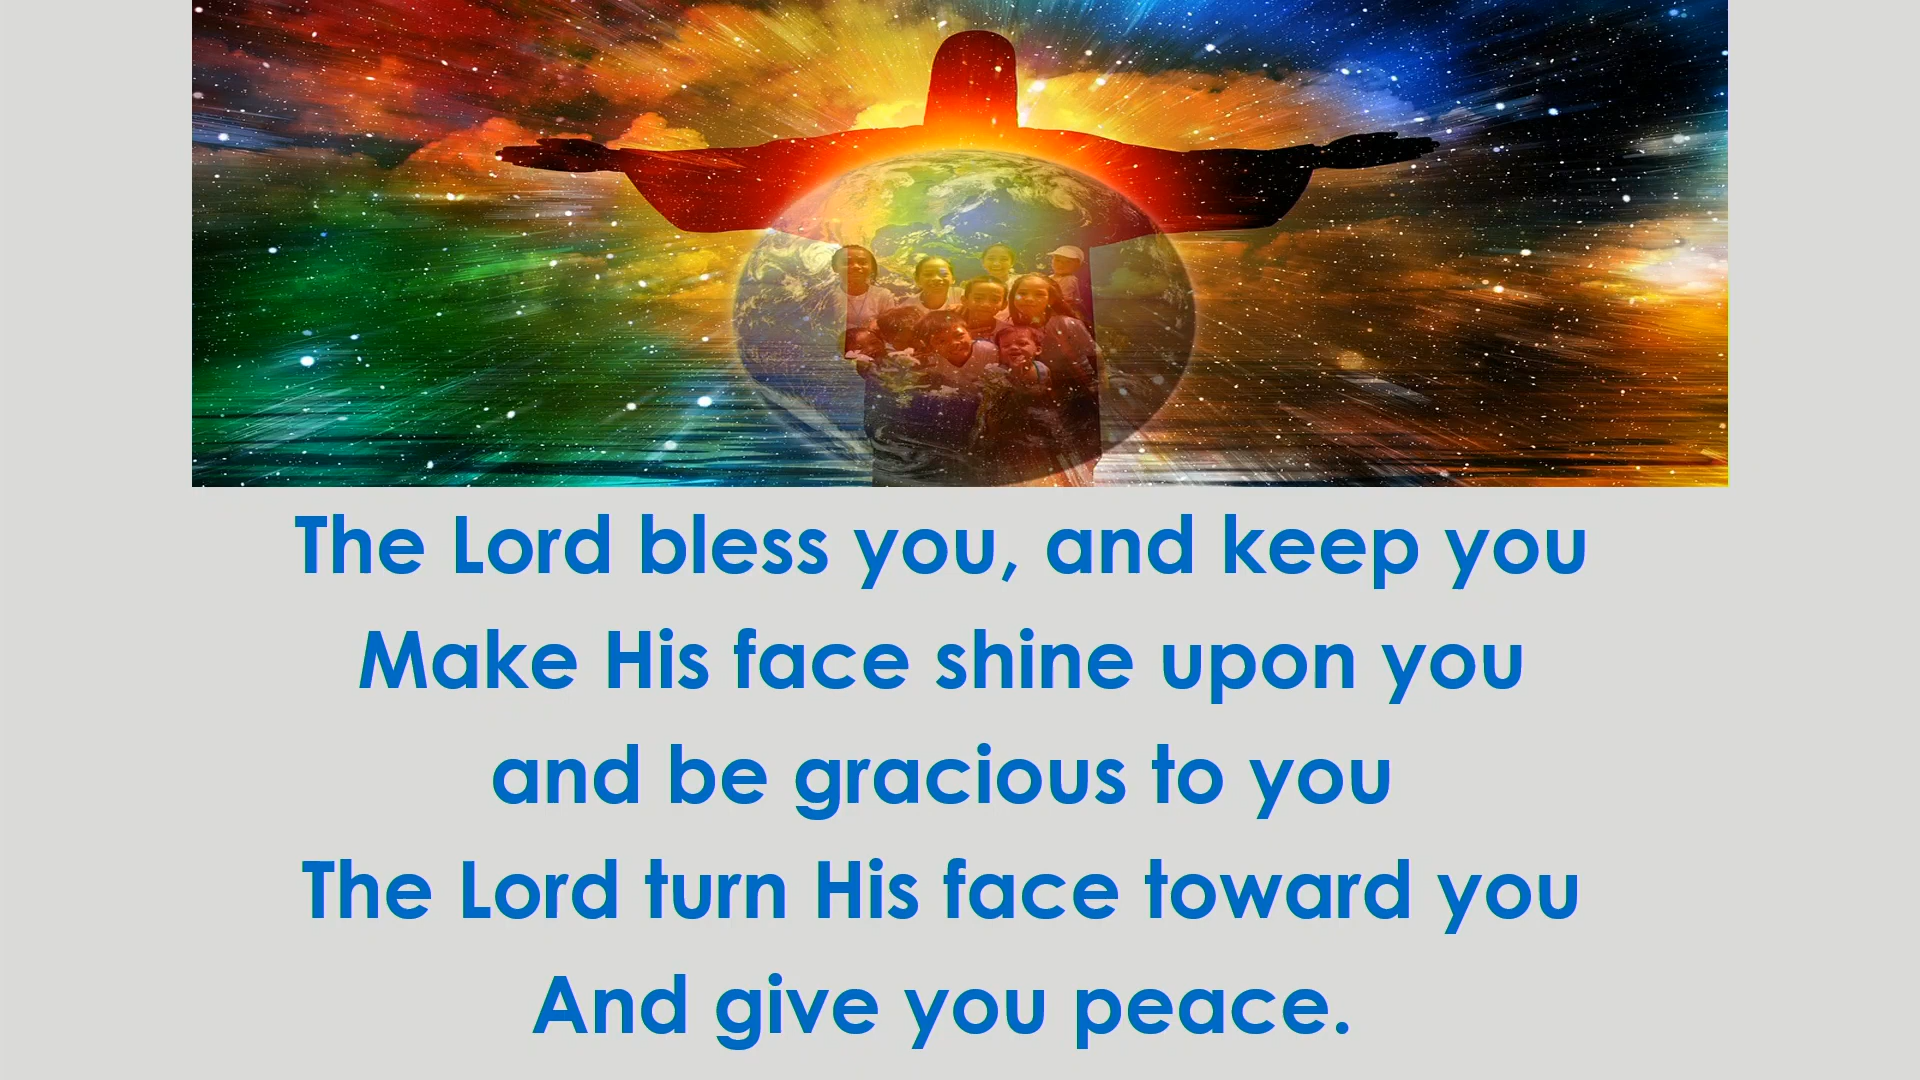 The Lord bless you, and keep you
Make His face shine upon you
and be gracious to you
The Lord turn His face toward you
And give you peace.